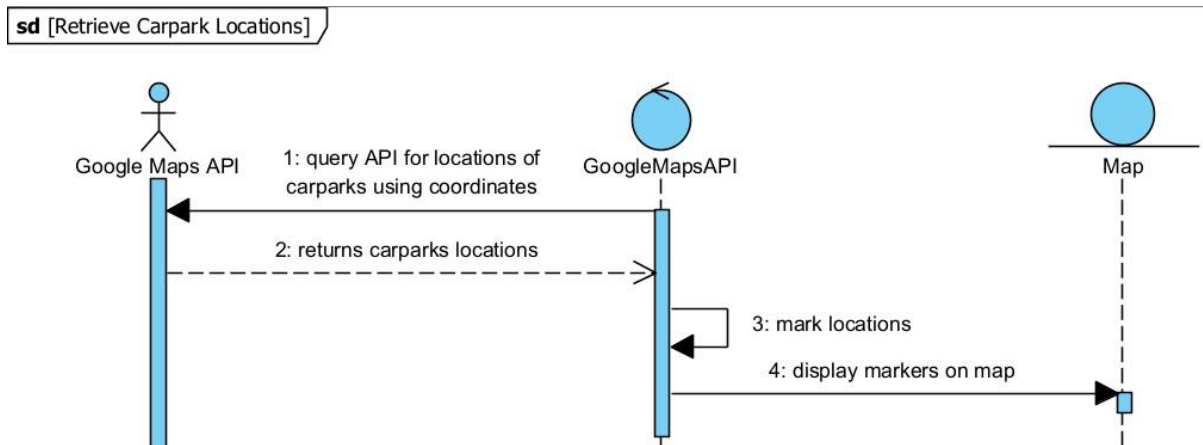 sd [Retrieve Carpark Locations]
Google Maps API
GoogleMapsAPI
Map
1: query API for locations of
carparks using coordinates
2: returns carparks locations
3: mark locations
4: display markers on map